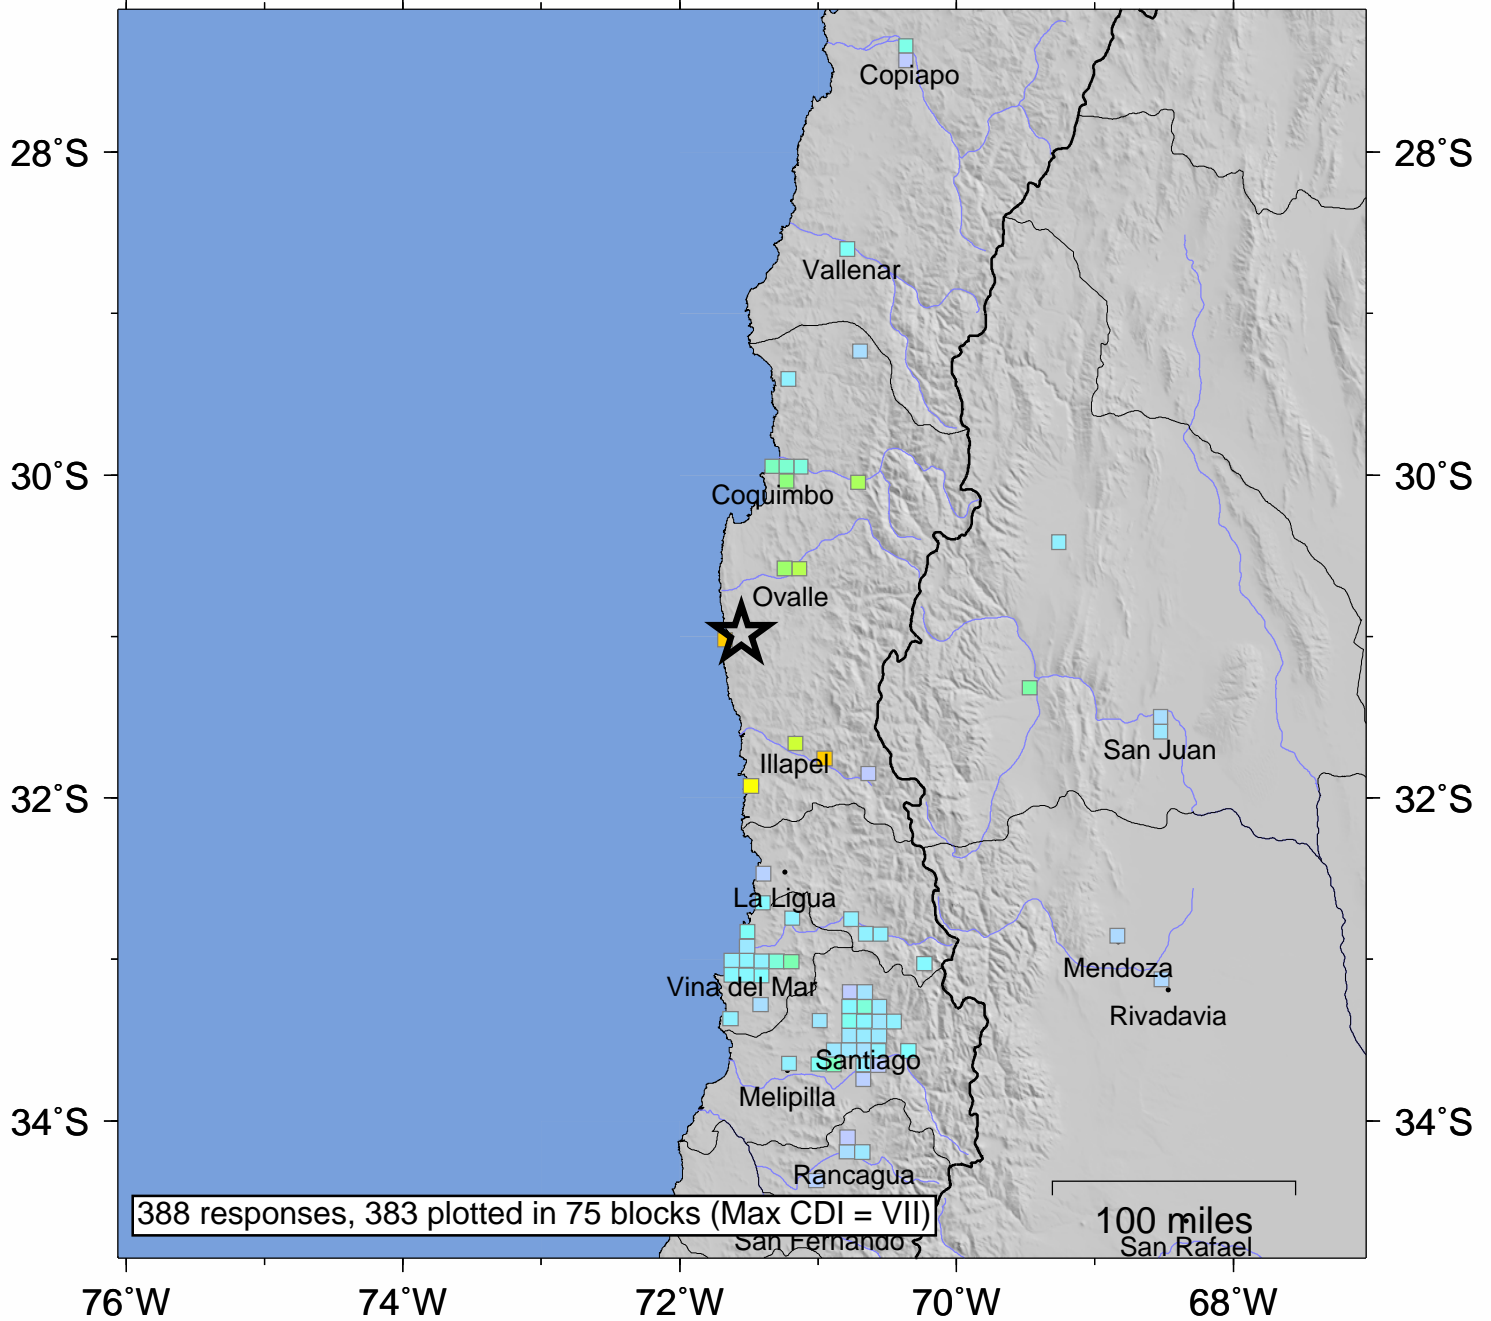 Copiapo
28°S
28°S
Vallenar
30°S
30°S
Coquimbo
Ovalle
San Juan
Illapel
32°S
32°S
La Ligua
Mendoza
Vina del Mar
Rivadavia
Santiago
Melipilla
34°S
34°S
Rancagua
388 responses, 383 plotted in 75 blocks (Max CDI = VII)
100 miles
San Fernando
San Rafael
76°W
74°W
72°W
70°W
68°W